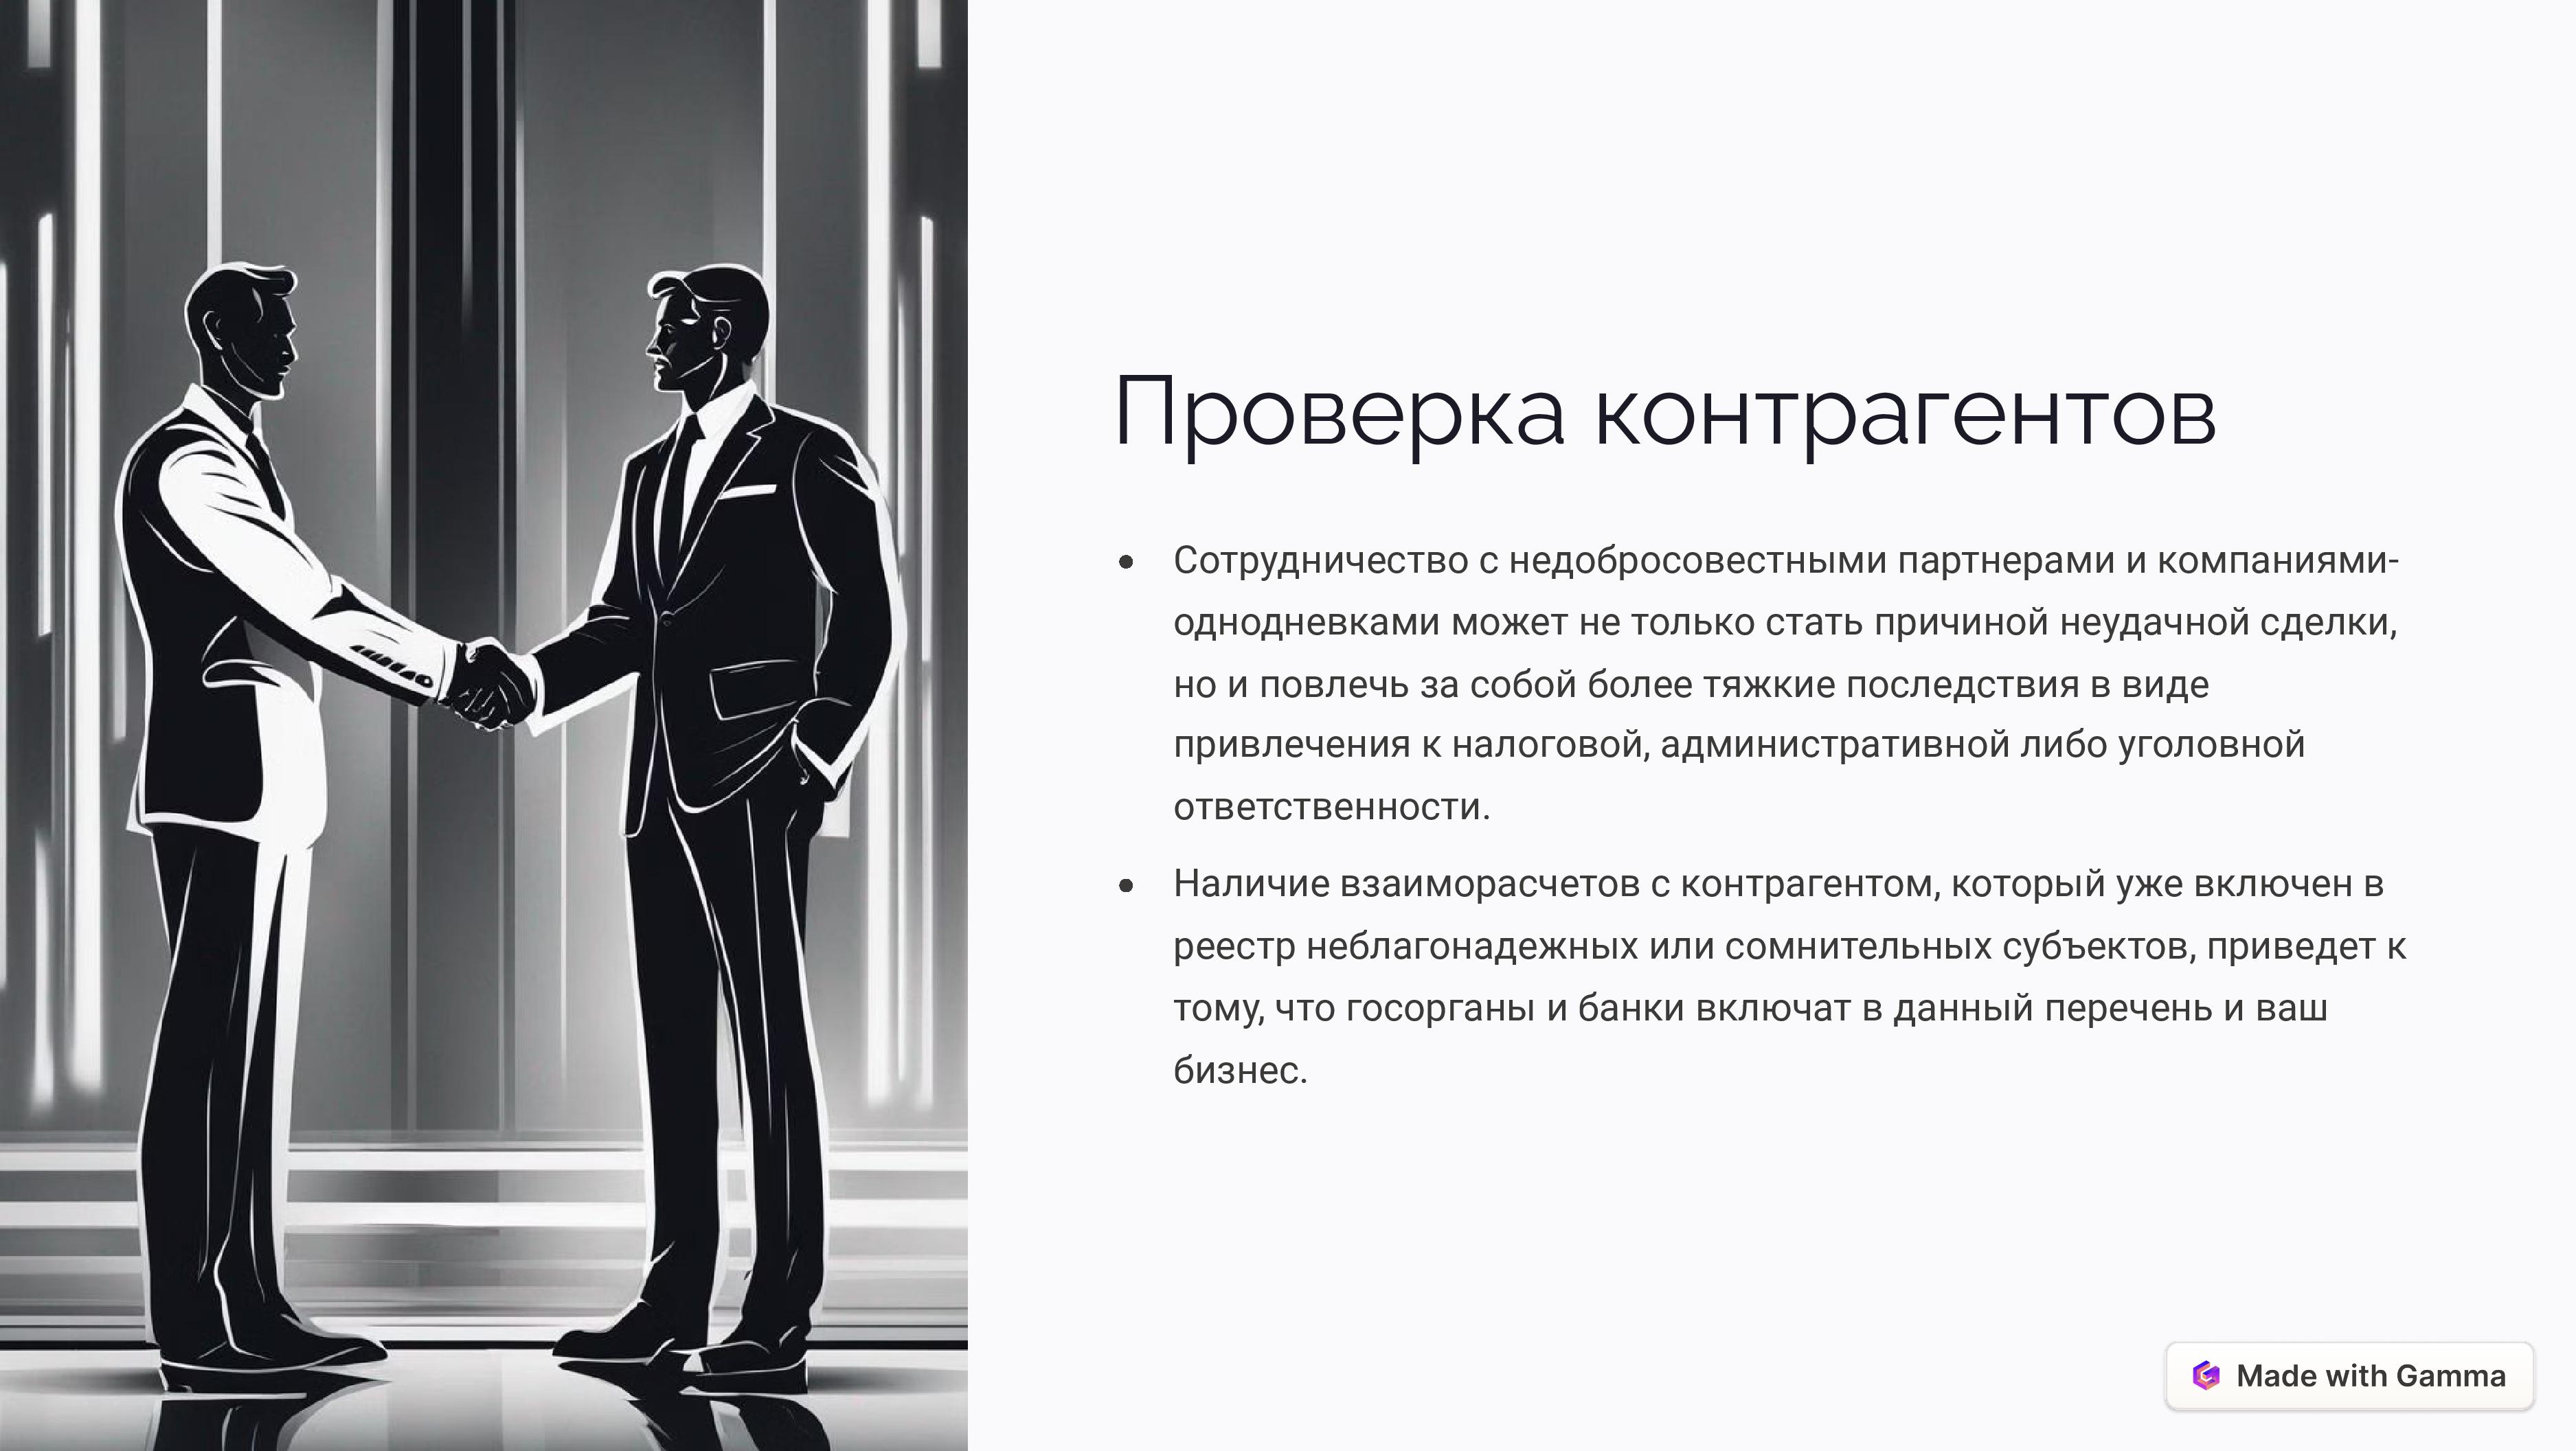 Проверка контрагентов
• Сотрудничество с недобросовестными партнерами и компаниями-
однодневками может не только стать причиной неудачной сделки,
но и повлечь за собой более тяжкие последствия в виде
привлечения к налоговой, административной либо уголовной
ответственности.
• Наличие взаиморасчетов с контрагентом, который уже включен в
реестр неблагонадежных или сомнительных субъектов, приведет к
тому, что госорганы и банки включат в данный перечень и ваш
бизнес.
Made with Gamma